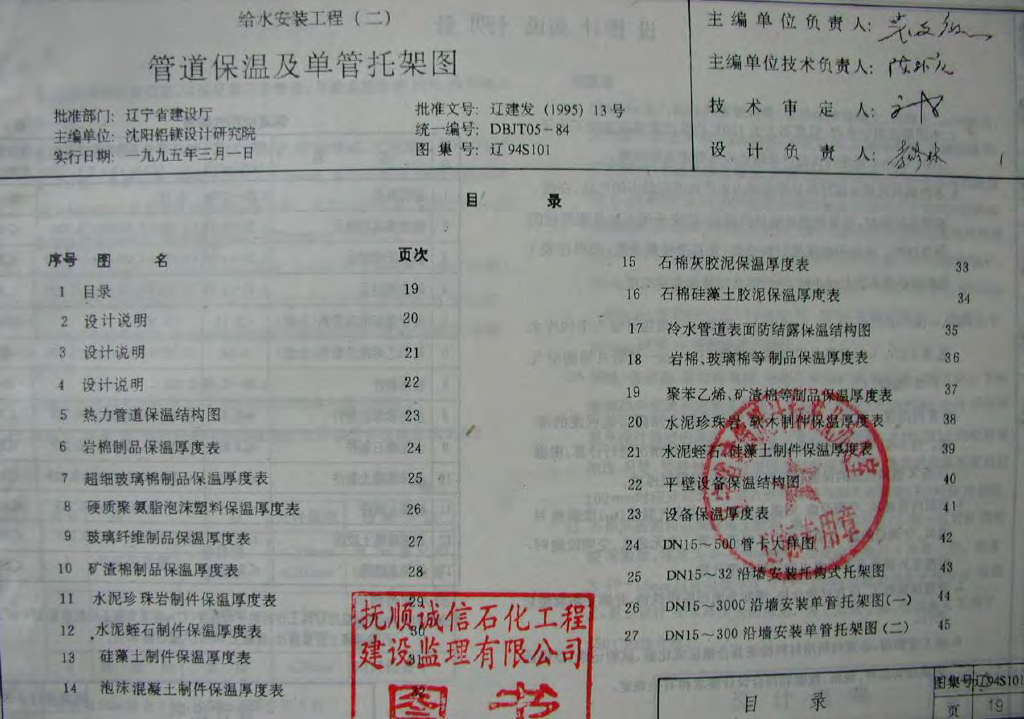 给水安装工程（二）
管道保温及单管托架图
批准部门：辽宁省建设厅
主编单位：沈阳铝镁设计研究院
实行日期：一九九五年三月一日
批准文号：辽建发（1995）13号
统一编号：DBJT05-84
图集号：辽94S101
主编单位负责人：
主编单位技术负责人：
技术审定人：
设计负责人：
目 录
序号 图 名 页次
1 目录 19
2 设计说明 20
3 设计说明 21
4 设计说明 22
5 热力管道保温结构图 23
6 岩棉制品保温厚度表 24
7 超细玻璃棉制品保温厚度表 25
8 硬质聚氨脂泡沫塑料保温厚度表 26
9 玻璃纤维制品保温厚度表 27
10 矿渣棉制品保温厚度表 28
11 水泥珍珠岩制件保温厚度表 29
12 水泥蛭石制件保温厚度表 30
13 硅藻土制件保温厚度表 31
14 泡沫混凝土制件保温厚度表 32
15 石棉灰胶泥保温厚度表 33
16 石棉硅藻土胶泥保温厚度表 34
17 冷水管道表面防结露保温结构图 35
18 岩棉、玻璃棉等制品保温厚度表 36
19 聚苯乙烯、矿渣棉等制品保温厚度表 37
20 水泥珍珠岩、软木制件保温厚度表 38
21 水泥蛭石、硅藻土制件保温厚度表 39
22 平壁设备保温结构图 40
23 设备保温厚度表 41
24 DN15～500管卡大样图 42
25 DN15～32沿墙安装托钩式托架图 43
26 DN15～3000沿墙安装单管托架图(一) 44
27 DN15～300沿墙安装单管托架图(二) 45
抚顺诚信石化工程
建设监理有限公司
图 书
目 录
图集号 辽94S101
页 19